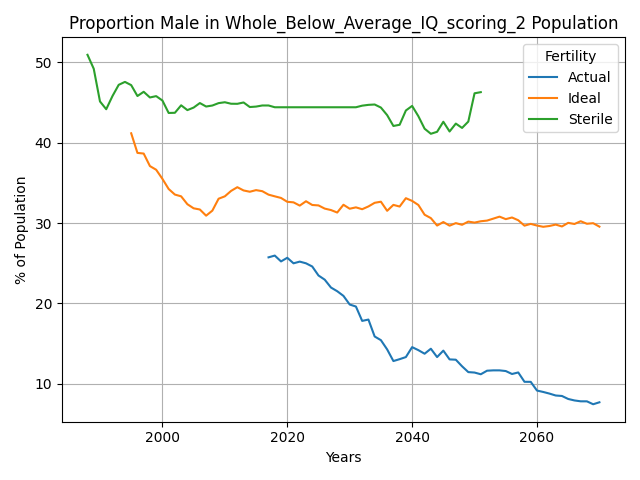 Proportion Male in Whole_Below_Average_IQ_scoring_2 Population
Fertility
Actual
Ideal
Sterile
% of Population
50
40
30
20
10
2000 2020 2040 2060
Years